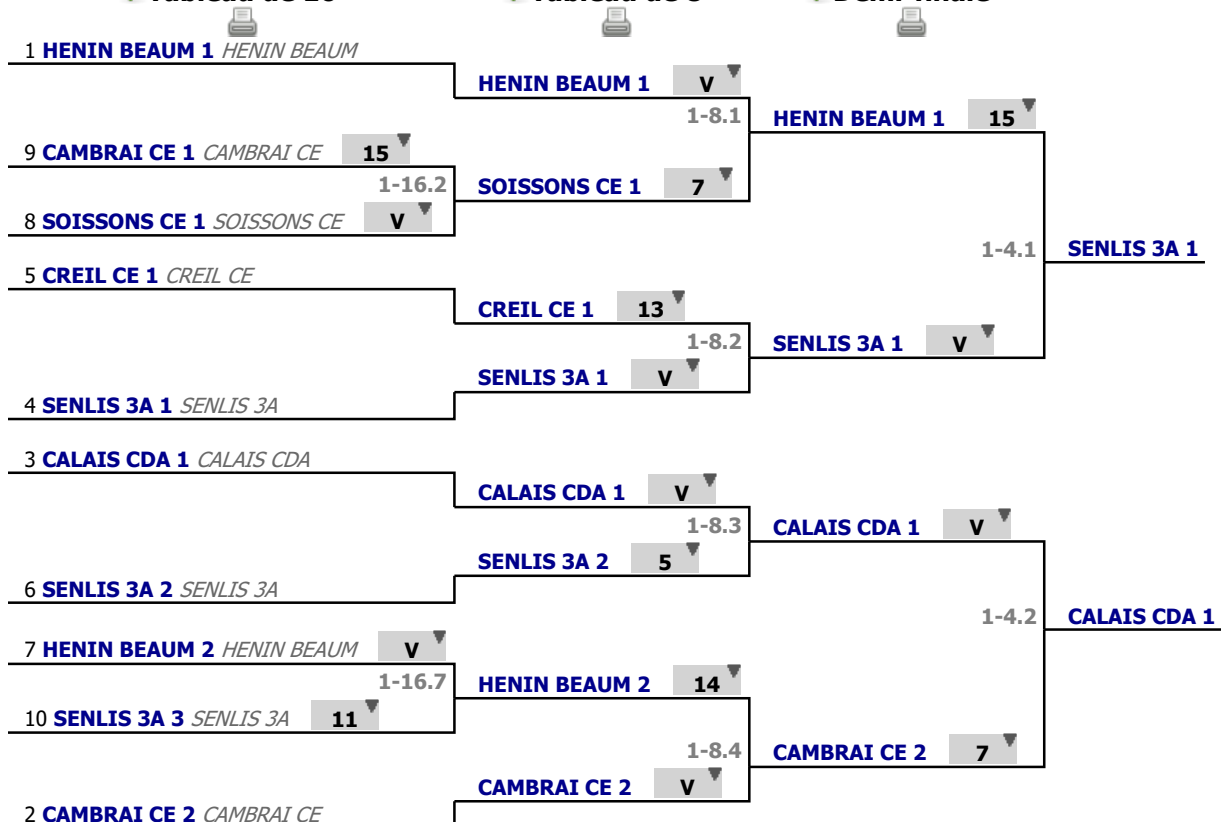 Tableau de 8
1 HENIN BEAUM 1 HENIN BEAUM
HENIN BEAUM 1 V
1-8.1
HENIN BEAUM 1 15
9 CAMBRAI CE 1 CAMBRAI CE 15
1-16.2
SOISSONS CE 1 7
8 SOISSONS CE 1 SOISSONS CE V
1-4.1
SENLIS 3A 1
5 CREIL CE 1 CREIL CE
CREIL CE 1 13
1-8.2
SENLIS 3A 1 V
SENLIS 3A 1 V
4 SENLIS 3A 1 SENLIS 3A
3 CALAIS CDA 1 CALAIS CDA
CALAIS CDA 1 V
1-8.3
CALAIS CDA 1 V
SENLIS 3A 2 5
6 SENLIS 3A 2 SENLIS 3A
1-4.2
CALAIS CDA 1
7 HENIN BEAUM 2 HENIN BEAUM V
1-16.7
HENIN BEAUM 2 14
10 SENLIS 3A 3 SENLIS 3A 11
1-8.4
CAMBRAI CE 2 7
CAMBRAI CE 2 V
2 CAMBRAI CE 2 CAMBRAI CE